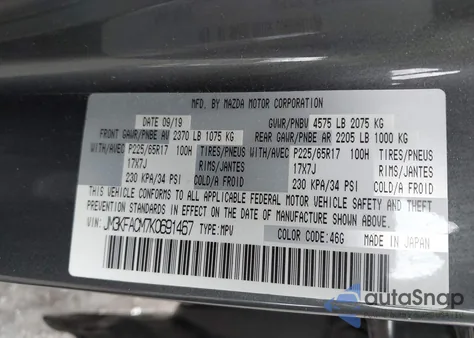 MFD. BY MAZDA MOTOR CORPORATION
DATE 09/19 GVWR/PNBV 4575 LB 2075 KG
FRONT GAWR/PNBE AV 2370 LB 1075 KG REAR GAWR/PNBE AR 2205 LB 1000 KG
WITH/AVEC P225/65R17 100H TIRES/PNEUS WITH/AVEC P225/65R17 100H TIRES/PNEUS
17X7J RIMS/JANTES 17X7J RIMS/JANTES
230 KPA/34 PSI COLD/A FROID 230 KPA/34 PSI COLD/A FROID
THIS VEHICLE CONFORMS TO ALL APPLICABLE FEDERAL MOTOR VEHICLE SAFETY AND THEFT
PREVENTION STANDARDS IN EFFECT ON THE DATE OF MANUFACTURE SHOWN ABOVE.
VIN: JM3KFACM7K0691467 TYPE: MPV COLOR CODE: 46G MADE IN JAPAN
autoSnap